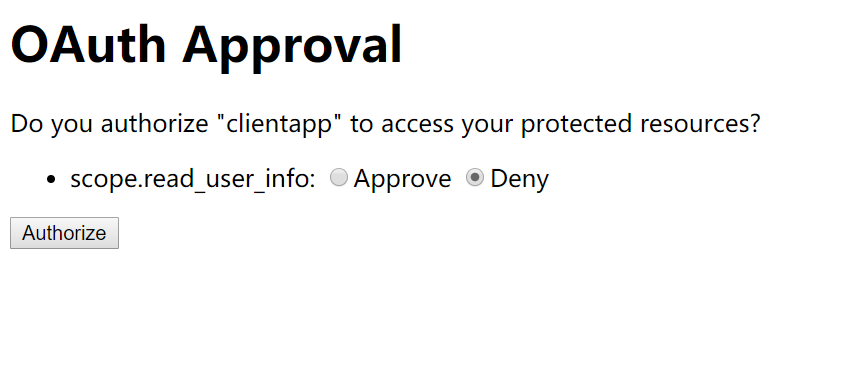 OAuth Approval
Do you authorize "clientapp" to access your protected resources?
• scope.read_user_info: Approve Deny
Authorize